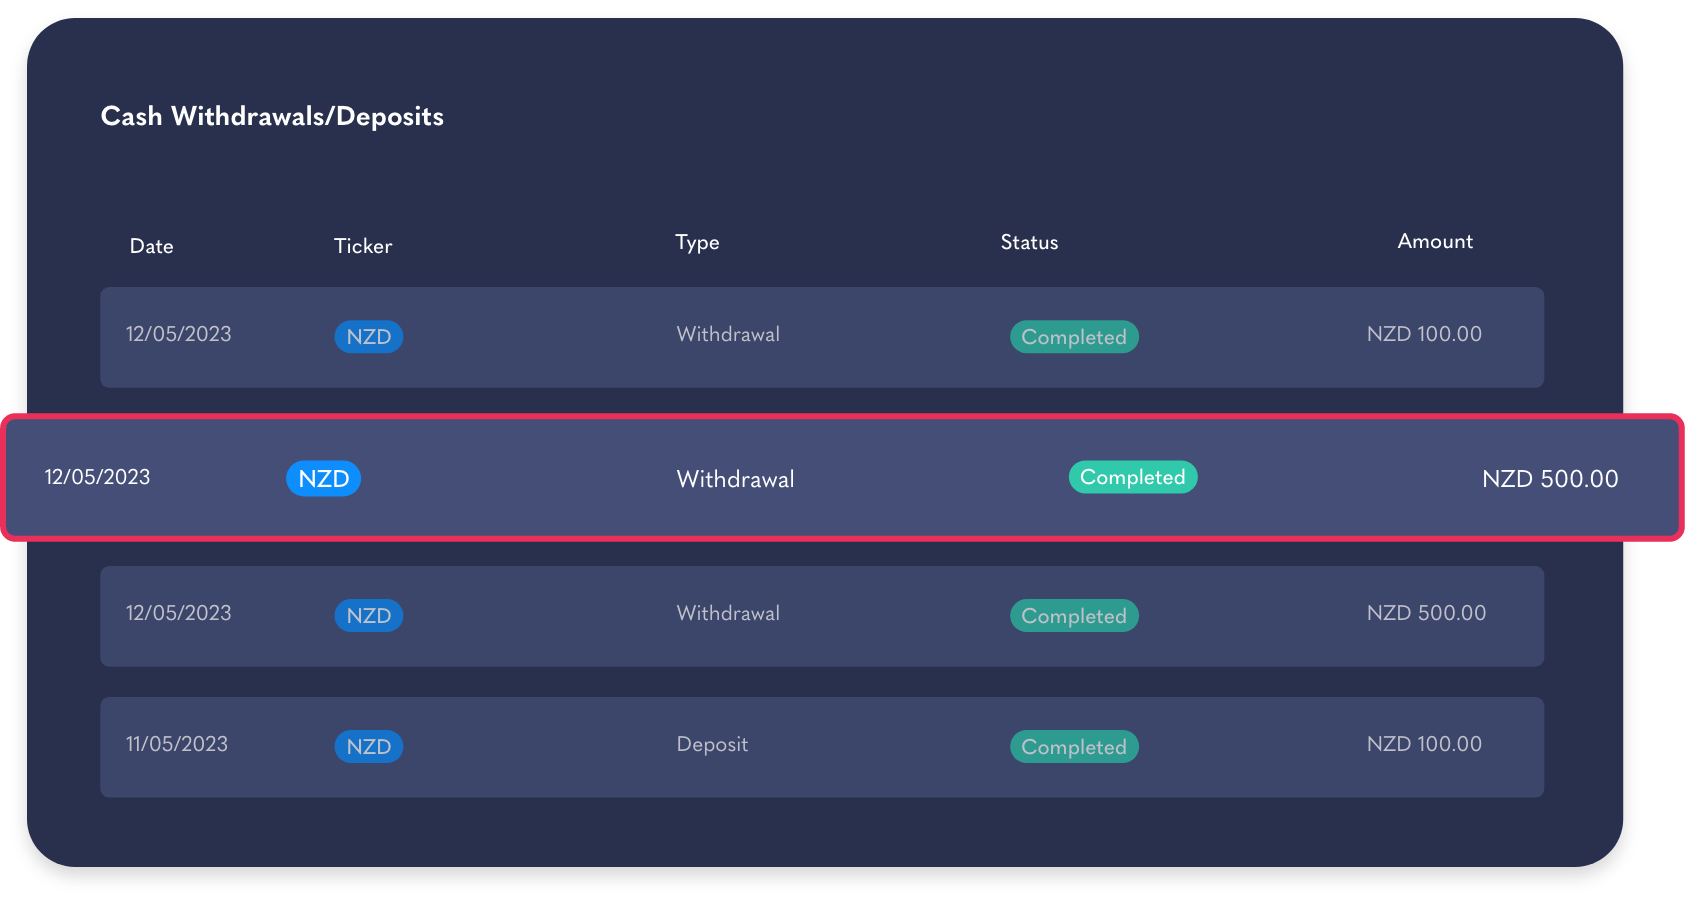 Cash Withdrawals/Deposits
Date Ticker Type Status Amount
12/05/2023 NZD Withdrawal Completed NZD 100.00
12/05/2023 NZD Withdrawal Completed NZD 500.00
12/05/2023 NZD Withdrawal Completed NZD 500.00
11/05/2023 NZD Deposit Completed NZD 100.00